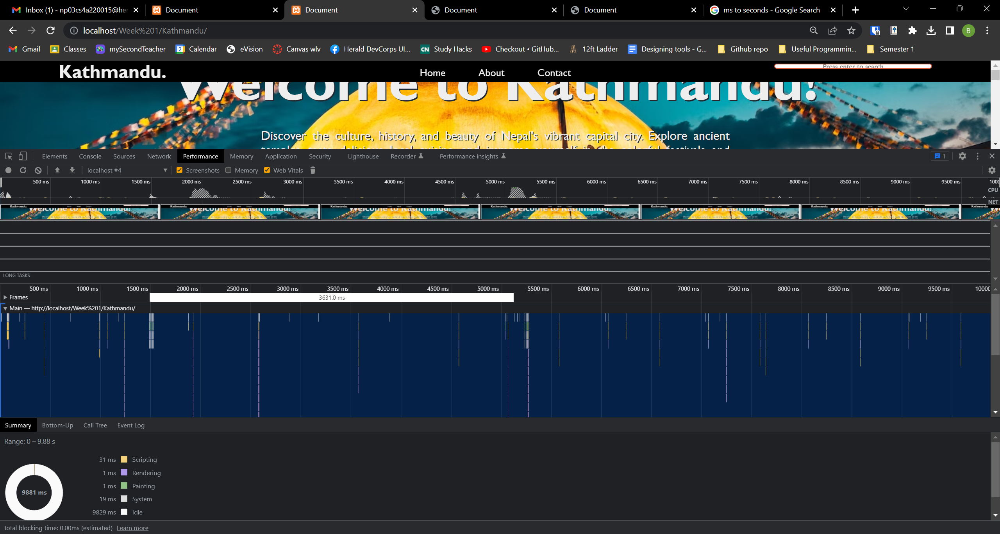 Inbox (1) - np03cs4a220015@her
Document
Document
Document
Document
ms to seconds - Google Search
localhost/Week%201/Kathmandu/
B
Gmail
Classes
mySecondTeacher
2 Calendar
eVision
Canvas wlv
Herald DevCorps UI...
CN Study Hacks
Checkout • GitHub...
12ft Ladder
Designing tools - G...
Github repo
Useful Programmin...
Semester 1
Kathmandu.
Home About Contact
Press enter to search
Welcome to Kathmandu!
Discover the culture, history, and beauty of Nepal's vibrant capital city. Explore ancient
Elements Console Sources Network Performance Memory Application Security Lighthouse Recorder Performance insights 1
localhost #4 Screenshots Memory Web Vitals
500 ms 1000 ms 1500 ms 2000 ms 2500 ms 3000 ms 3500 ms 4000 ms 4500 ms 5000 ms 5500 ms 6000 ms 6500 ms 7000 ms 7500 ms 8000 ms 8500 ms 9000 ms 9500 ms 1000
CPU
NET
Kathmandu. Kathmandu. Kathmandu. Kathmandu. Kathmandu. Kathmandu. Kathmandu.
LONG TASKS
500 ms 1000 ms 1500 ms 2000 ms 2500 ms 3000 ms 3500 ms 4000 ms 4500 ms 5000 ms 5500 ms 6000 ms 6500 ms 7000 ms 7500 ms 8000 ms 8500 ms 9000 ms 9500 ms 10000
Frames
3631.0 ms
Main — http://localhost/Week%201/Kathmandu/
Summary Bottom-Up Call Tree Event Log
Range: 0 – 9.88 s
31 ms Scripting
1 ms Rendering
1 ms Painting
9881 ms
19 ms System
9829 ms Idle
Total blocking time: 0.00ms (estimated) Learn more